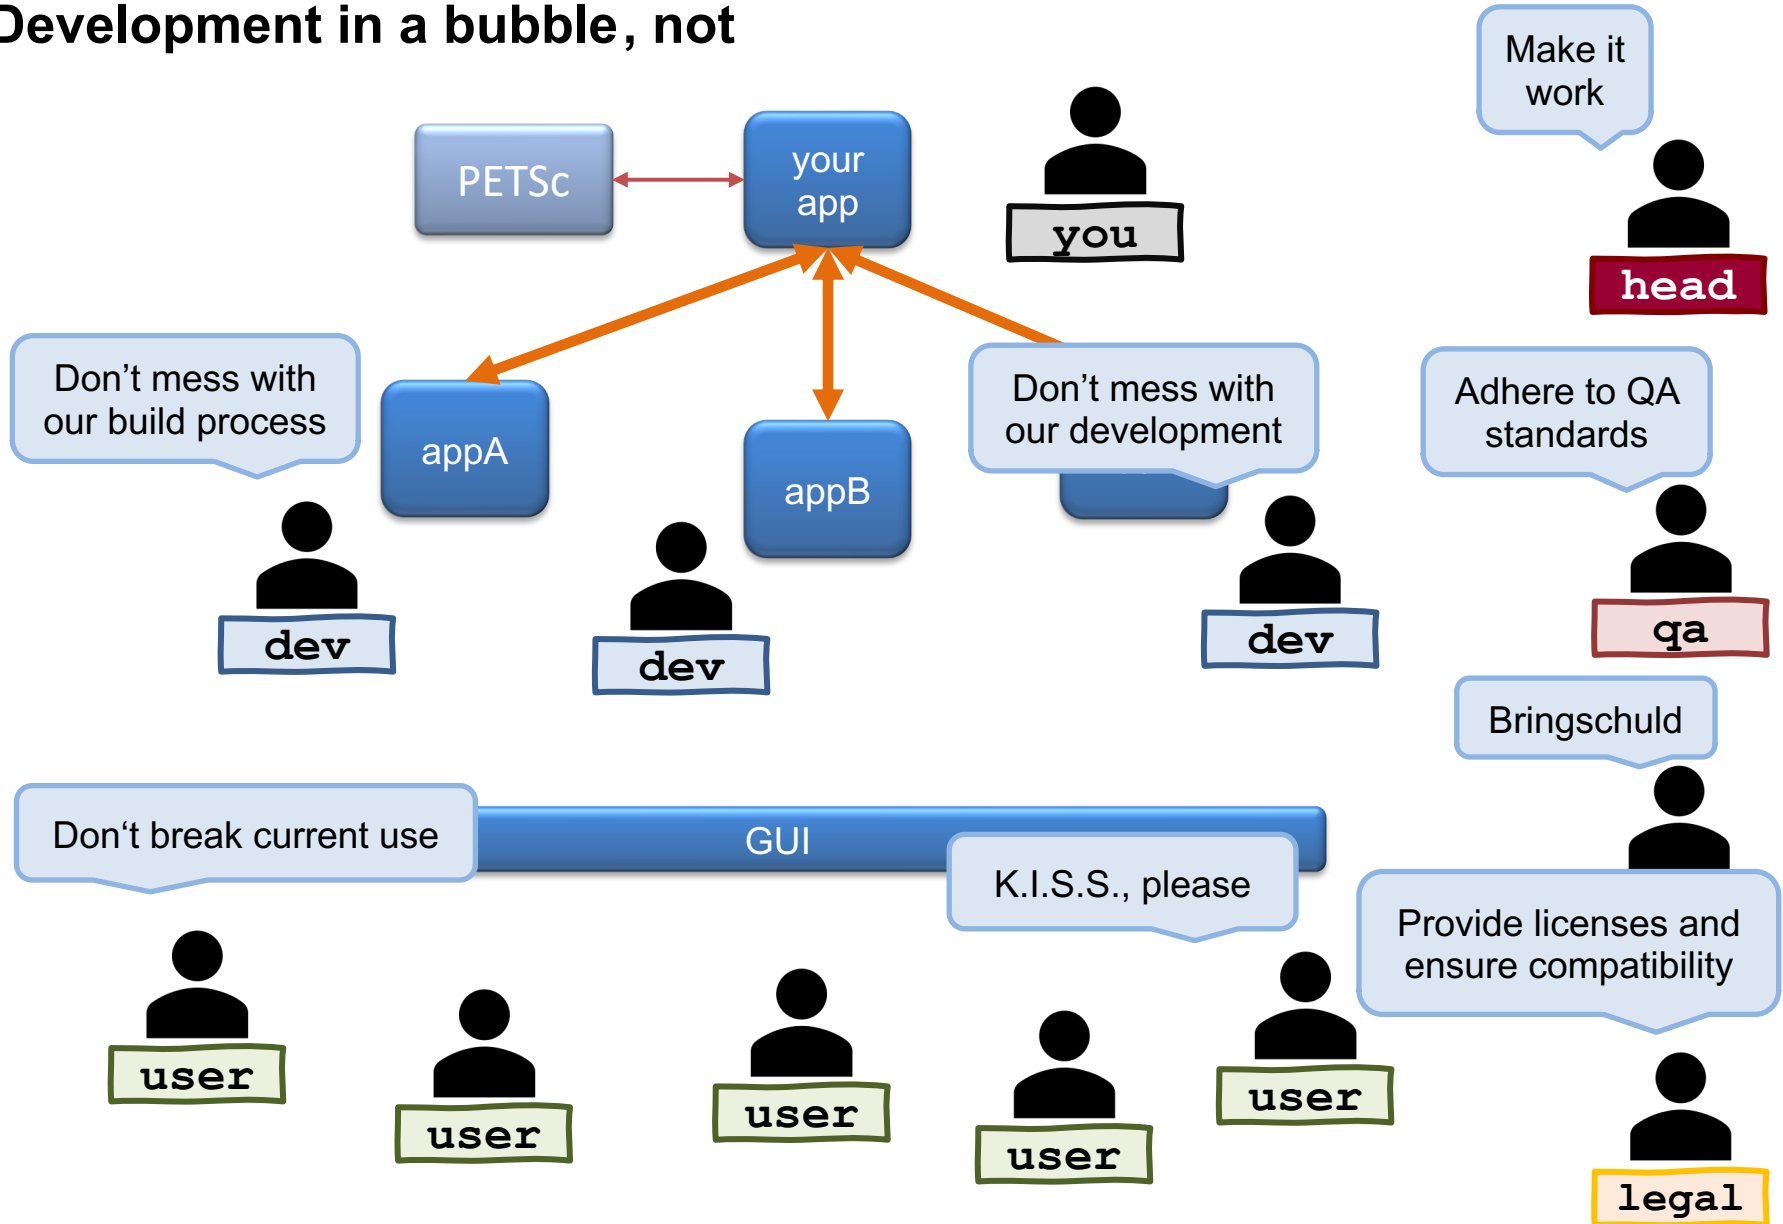 Development in a bubble, not
Make it
work
PETSc
your
app
you
head
Don’t mess with
our build process
appA
appB
Don’t mess with
our development
Adhere to QA
standards
dev
dev
dev
qa
Bringschuld
Don‘t break current use
GUI
K.I.S.S., please
Provide licenses and
ensure compatibility
user
user
user
user
user
legal